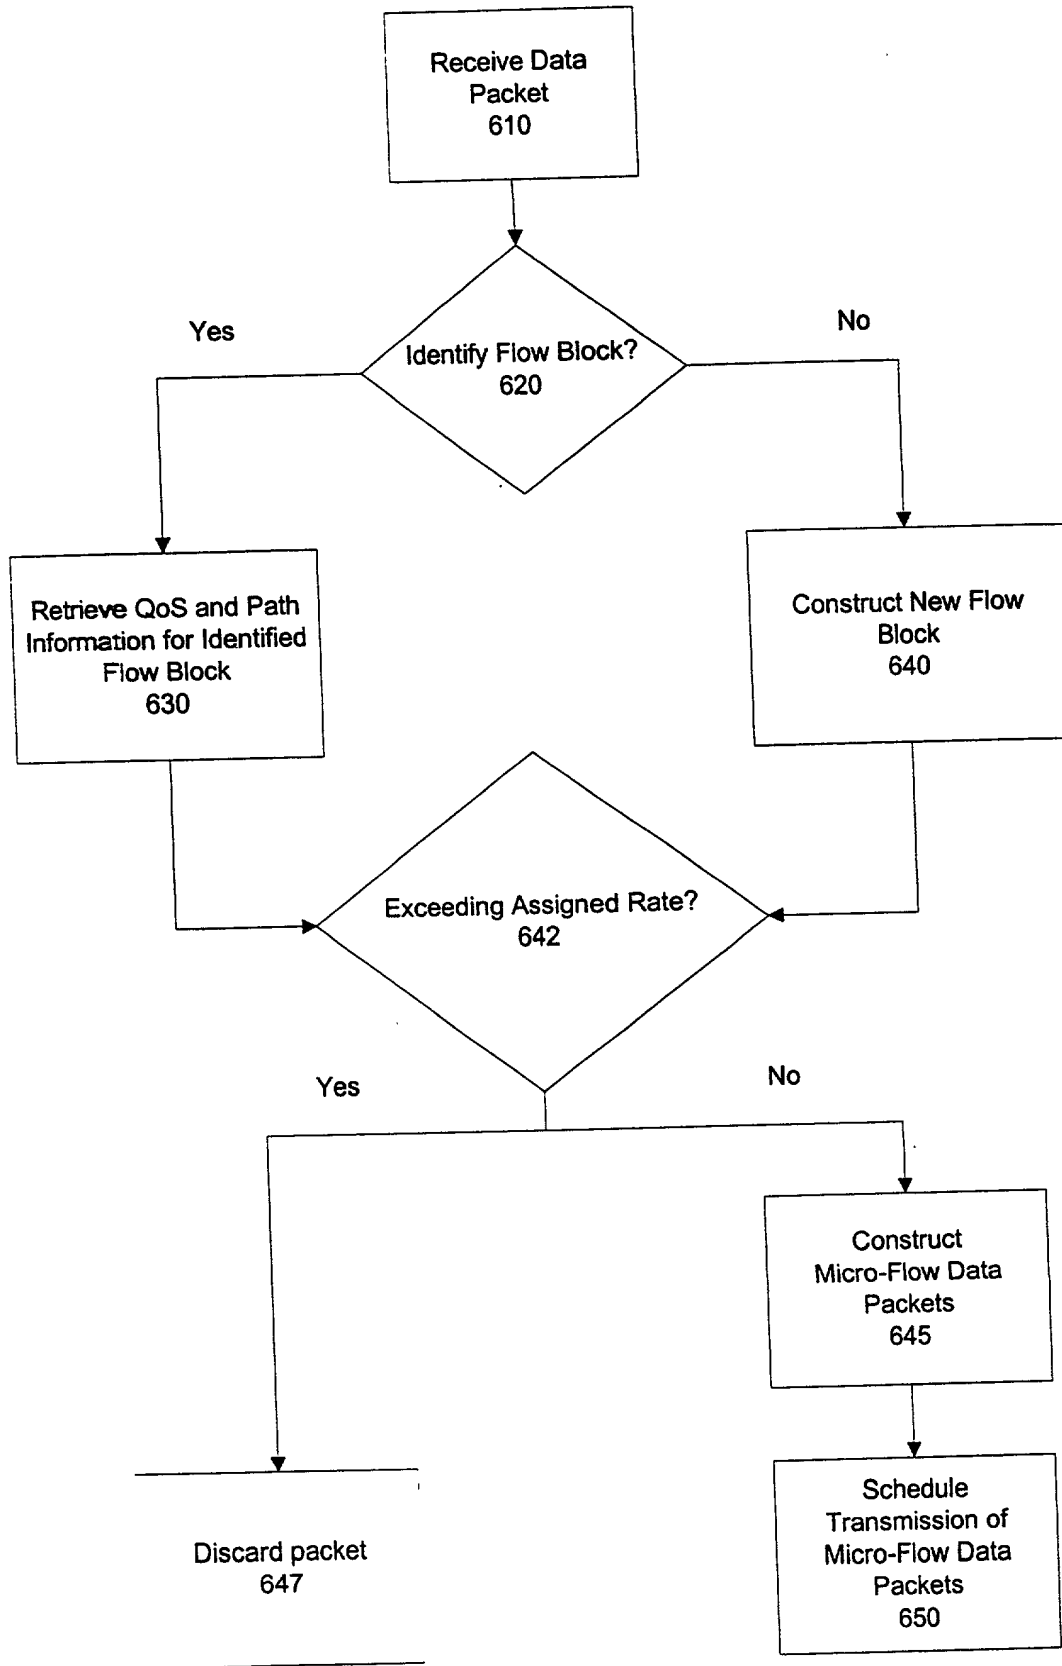 Receive Data
Packet
610
Yes
No
Identify Flow Block?
620
Retrieve QoS and Path
Information for Identified
Flow Block
630
Construct New Flow
Block
640
Exceeding Assigned Rate?
642
Yes
No
Construct
Micro-Flow Data
Packets
645
Discard packet
647
Schedule
Transmission of
Micro-Flow Data
Packets
650